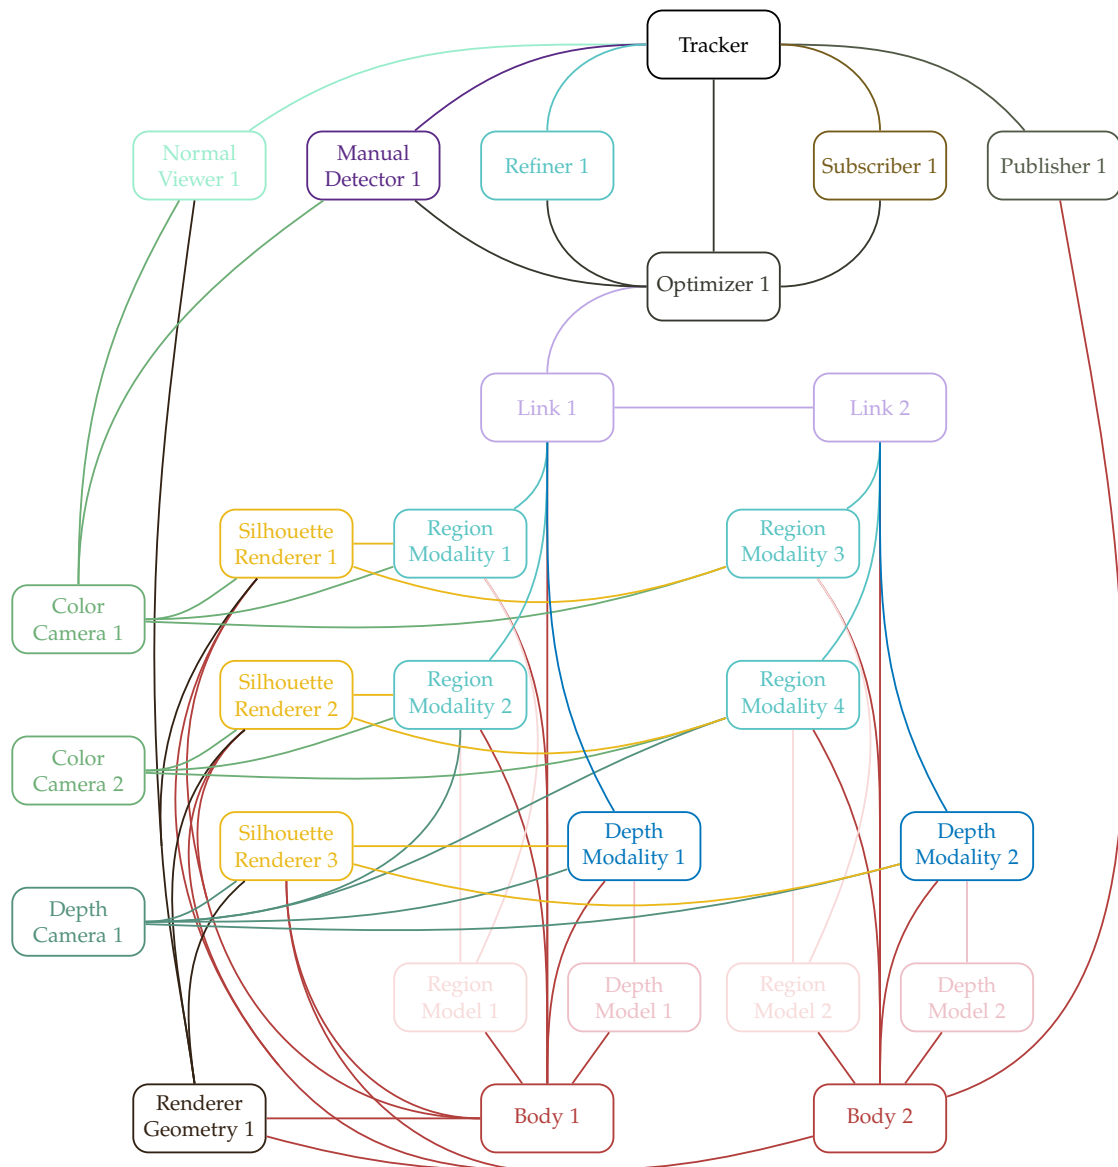 Tracker
Normal
Viewer 1
Manual
Detector 1
Refiner 1
Subscriber 1
Publisher 1
Optimizer 1
Link 1
Link 2
Silhouette
Renderer 1
Region
Modality 1
Region
Modality 3
Color
Camera 1
Silhouette
Renderer 2
Region
Modality 2
Region
Modality 4
Color
Camera 2
Silhouette
Renderer 3
Depth
Modality 1
Depth
Modality 2
Depth
Camera 1
Region
Model 1
Depth
Model 1
Region
Model 2
Depth
Model 2
Renderer
Geometry 1
Body 1
Body 2